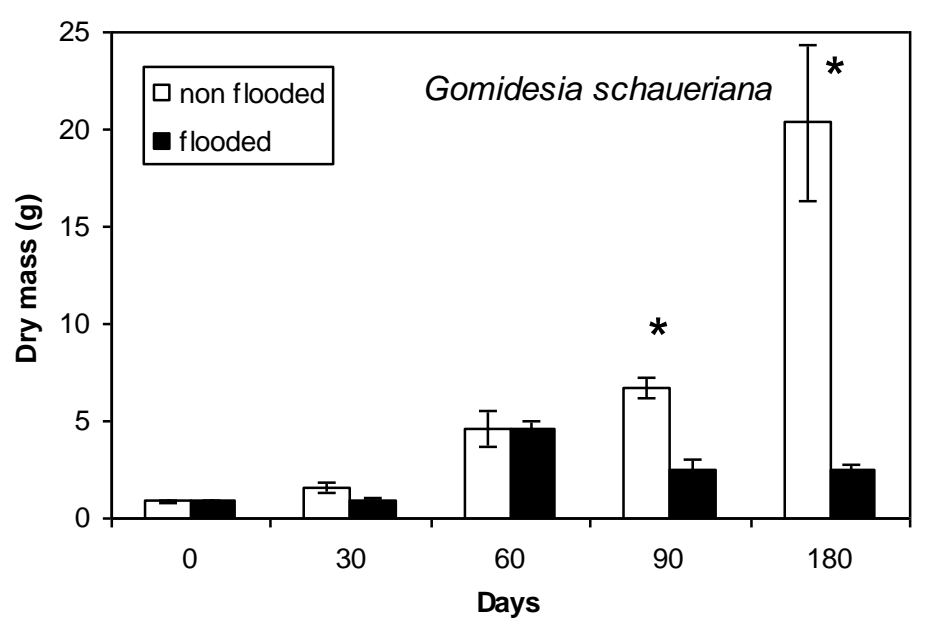 25
20
15
10
5
0
Dry mass (g)
non flooded
flooded
Gomidesia schaueriana
*
*
0 30 60 90 180
Days